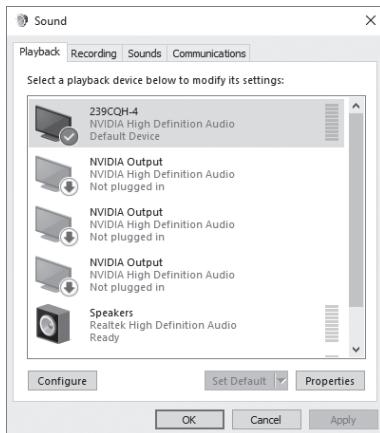 Sound
Playback Recording Sounds Communications
Select a playback device below to modify its settings:
239CQH-4
NVIDIA High Definition Audio
Default Device
NVIDIA Output
NVIDIA High Definition Audio
Not plugged in
NVIDIA Output
NVIDIA High Definition Audio
Not plugged in
NVIDIA Output
NVIDIA High Definition Audio
Not plugged in
Speakers
Realtek High Definition Audio
Ready
Configure Set Default Properties
OK Cancel Apply